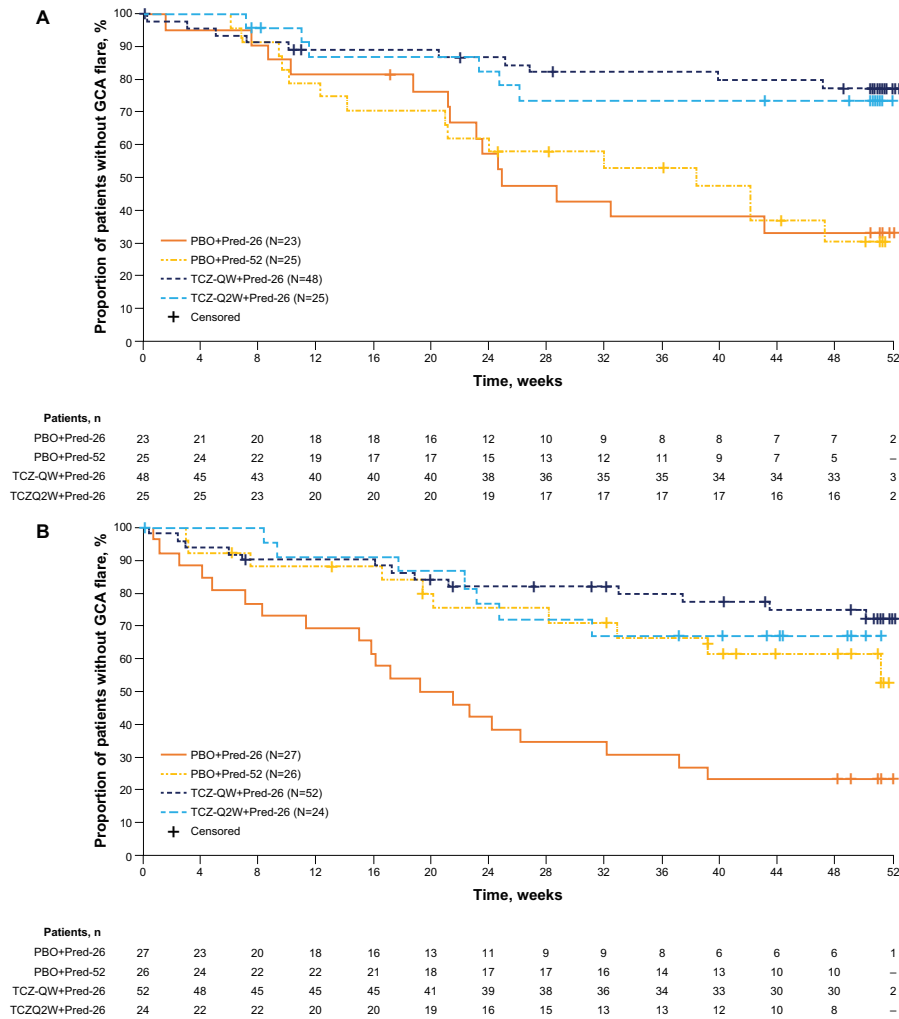 A
Proportion of patients without GCA flare, %
100
90
80
70
60
50
40
30
20
10
0
PBO+Pred-26 (N=23)
PBO+Pred-52 (N=25)
TCZ-QW+Pred-26 (N=48)
TCZ-Q2W+Pred-26 (N=25)
Censored
0 4 8 12 16 20 24 28 32 36 40 44 48 52
Time, weeks
Patients, n
PBO+Pred-26 23 21 20 18 18 16 12 10 9 8 8 7 7 2
PBO+Pred-52 25 24 22 19 17 17 15 13 12 11 9 7 5 –
TCZ-QW+Pred-26 48 45 43 40 40 40 38 36 35 35 34 34 33 3
TCZQ2W+Pred-26 25 25 23 20 20 20 19 17 17 17 17 16 16 2
B
Proportion of patients without GCA flare, %
100
90
80
70
60
50
40
30
20
10
0
PBO+Pred-26 (N=27)
PBO+Pred-52 (N=26)
TCZ-QW+Pred-26 (N=52)
TCZ-Q2W+Pred-26 (N=24)
Censored
0 4 8 12 16 20 24 28 32 36 40 44 48 52
Time, weeks
Patients, n
PBO+Pred-26 27 23 20 18 16 13 11 9 9 8 6 6 6 1
PBO+Pred-52 26 24 22 22 21 18 17 17 16 14 13 10 10 –
TCZ-QW+Pred-26 52 48 45 45 45 41 39 38 36 34 33 30 30 2
TCZQ2W+Pred-26 24 22 22 20 20 19 16 15 13 13 12 10 8 –